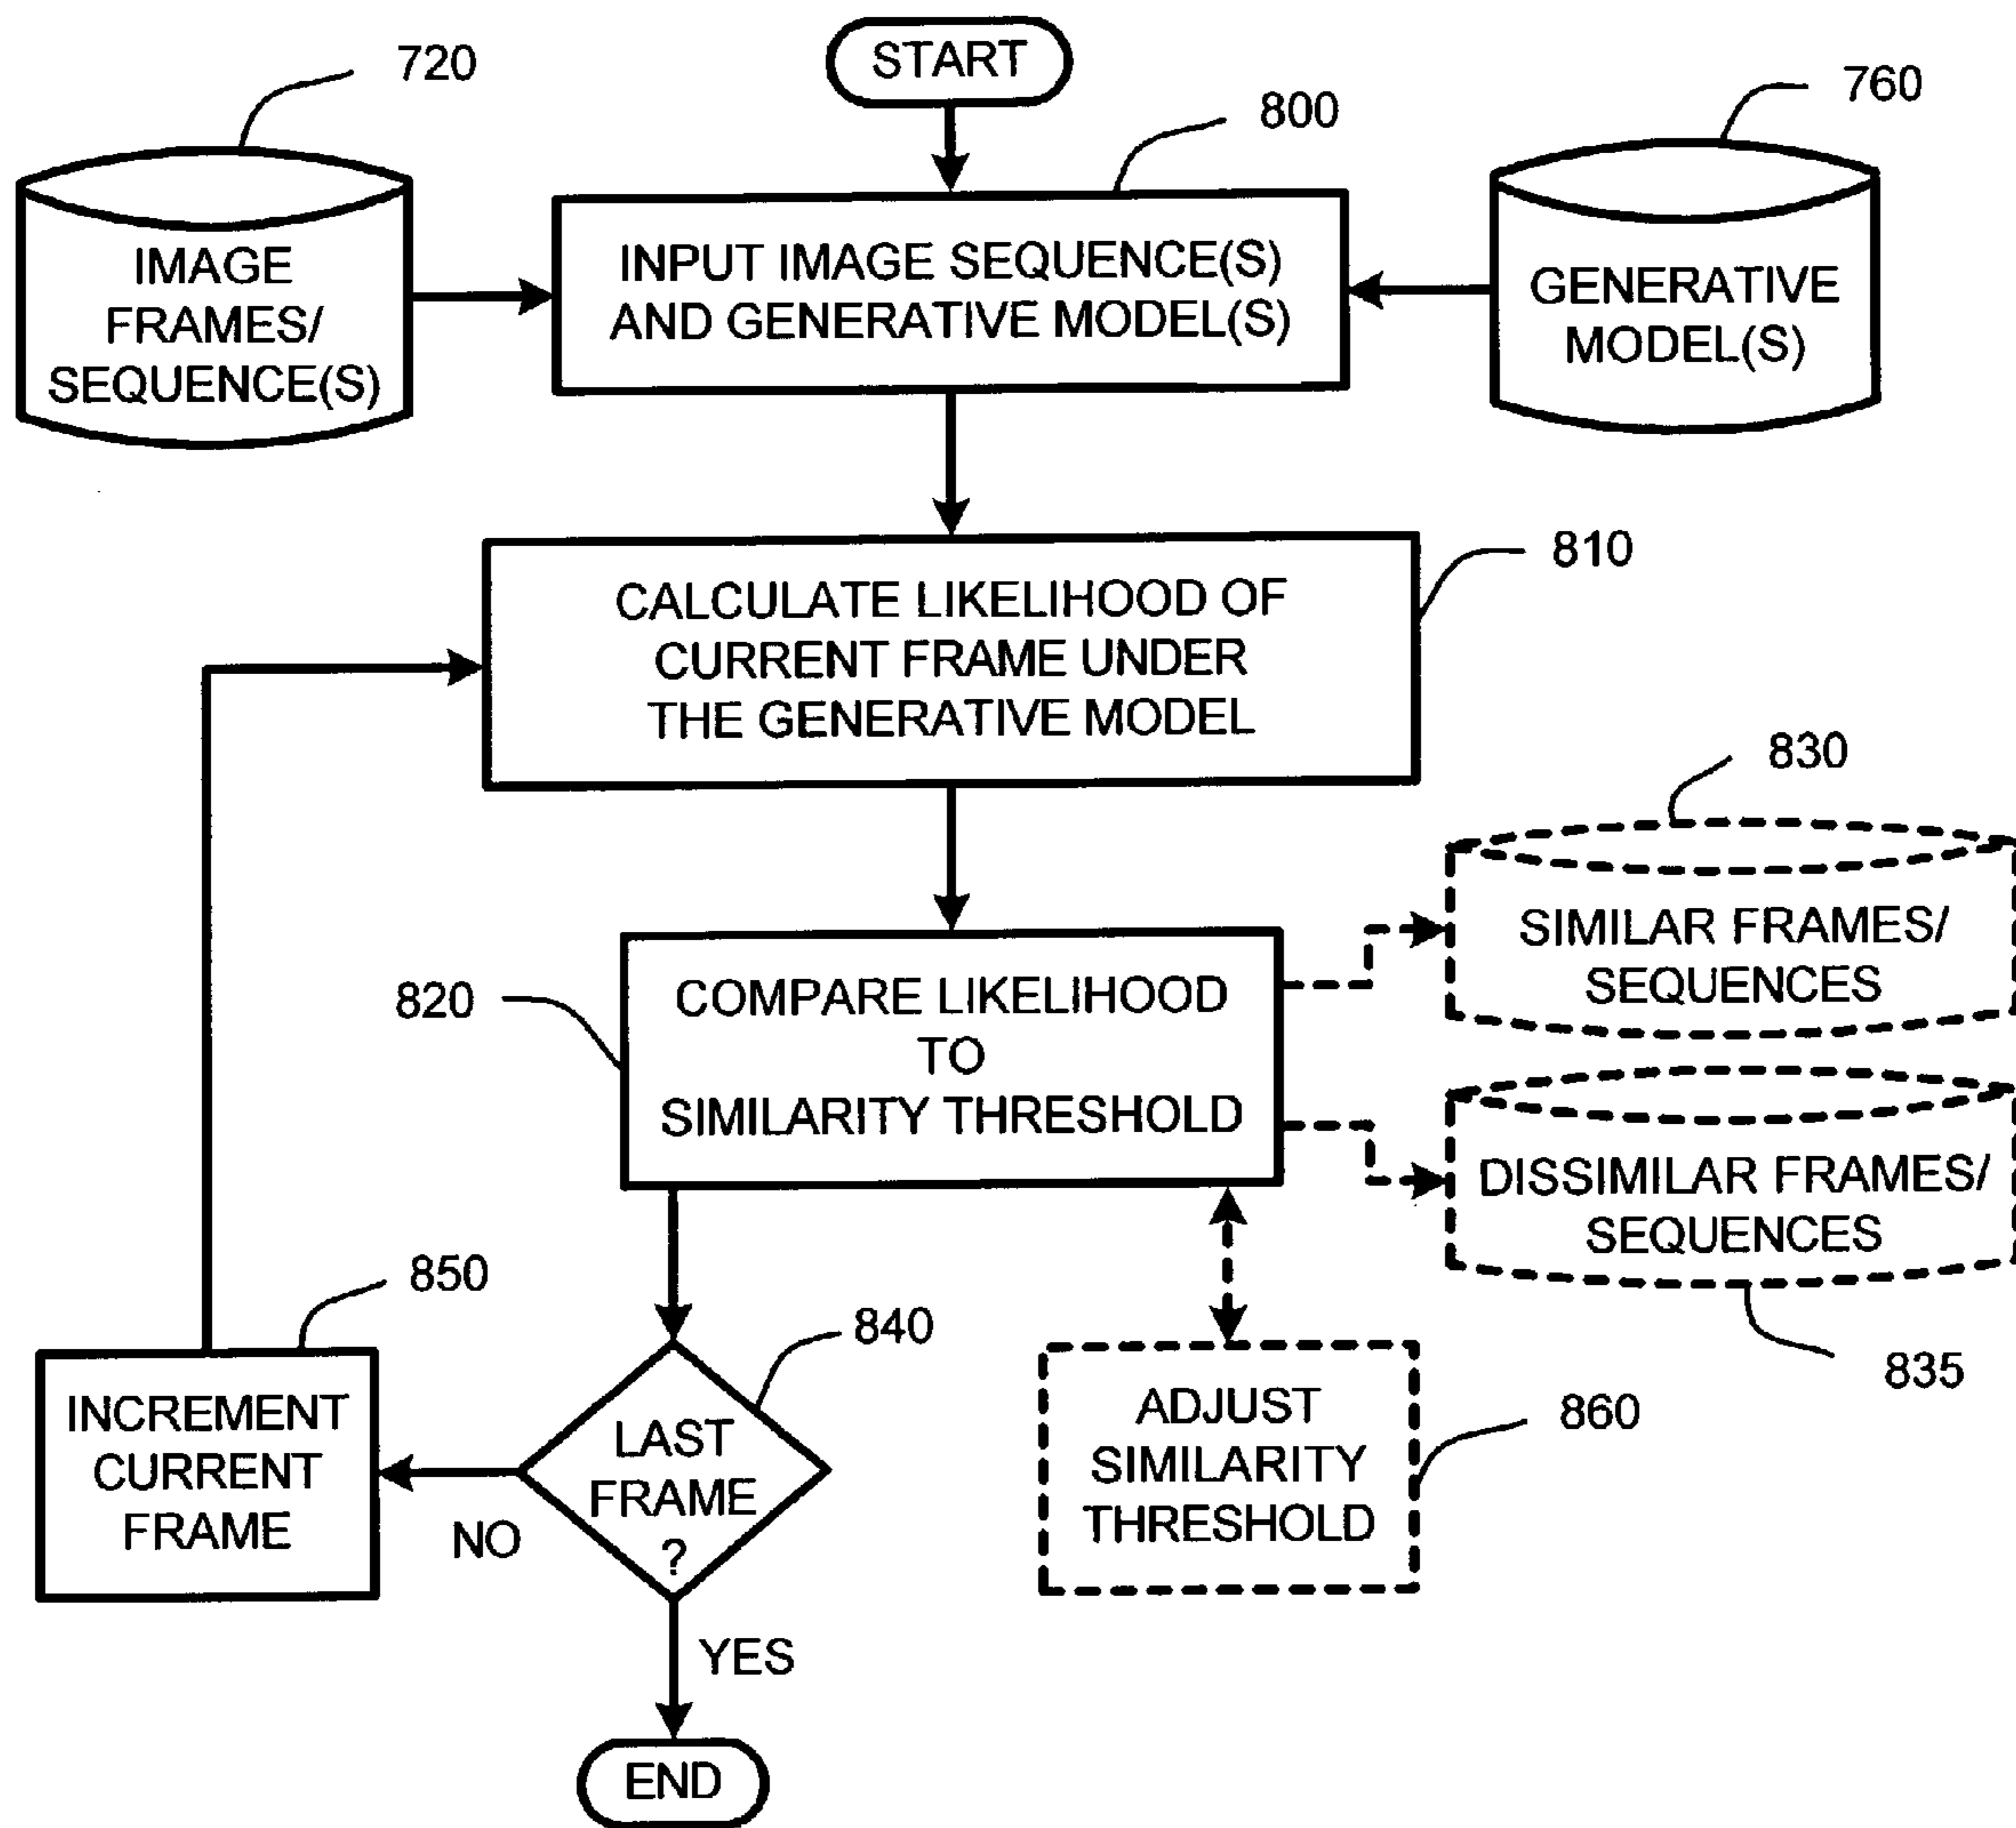 START
720
800
760
IMAGE
FRAMES/
SEQUENCE(S)
INPUT IMAGE SEQUENCE(S)
AND GENERATIVE MODEL(S)
GENERATIVE
MODEL(S)
810
CALCULATE LIKELIHOOD OF
CURRENT FRAME UNDER
THE GENERATIVE MODEL
830
SIMILAR FRAMES/
SEQUENCES
820
COMPARE LIKELIHOOD
TO
SIMILARITY THRESHOLD
DISSIMILAR FRAMES/
SEQUENCES
835
850
INCREMENT
CURRENT
FRAME
840
LAST
FRAME
?
NO
YES
860
ADJUST
SIMILARITY
THRESHOLD
END